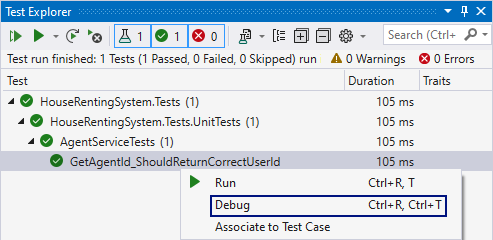 Test Explorer
1 1 0 Search (Ctrl+
Test run finished: 1 Tests (1 Passed, 0 Failed, 0 Skipped) run 0 Warnings 0 Errors
Test Duration Traits
HouseRentingSystem.Tests (1) 105 ms
HouseRentingSystem.Tests.UnitTests (1) 105 ms
AgentServiceTests (1) 105 ms
GetAgentId_ShouldReturnCorrectUserId 105 ms
Run Ctrl+R, T
Debug Ctrl+R, Ctrl+T
Associate to Test Case